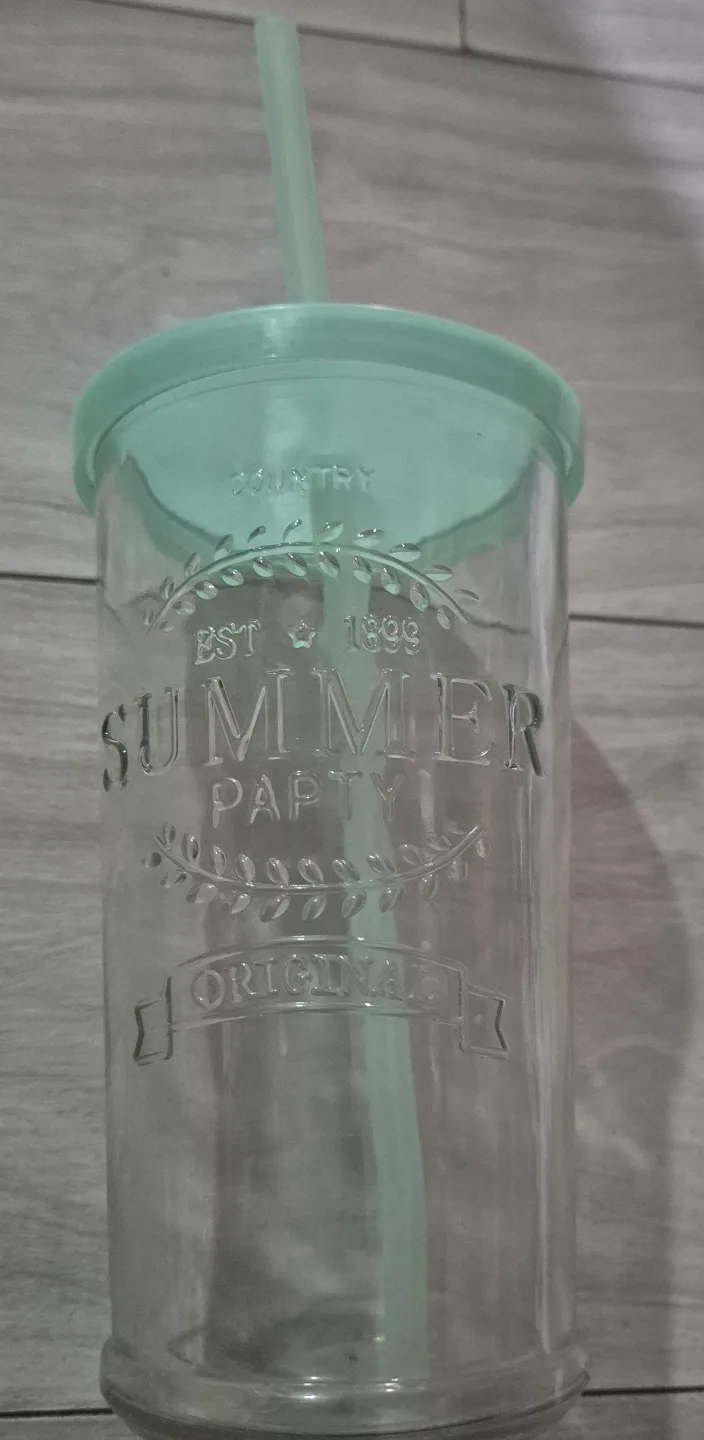 COUNTRY
EST ☆ 1899
SUMMER
PARTY
ORIGINAL